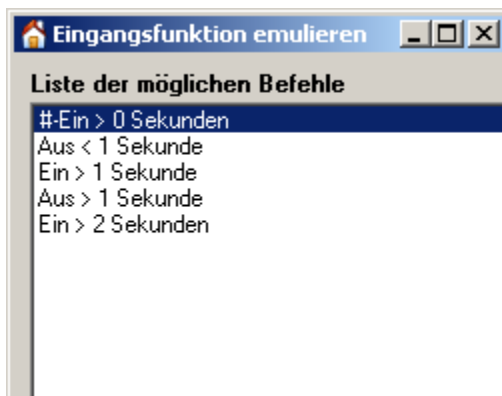 Eingangsfunktion emulieren
Liste der möglichen Befehle
#-Ein > 0 Sekunden
Aus < 1 Sekunde
Ein > 1 Sekunde
Aus > 1 Sekunde
Ein > 2 Sekunden